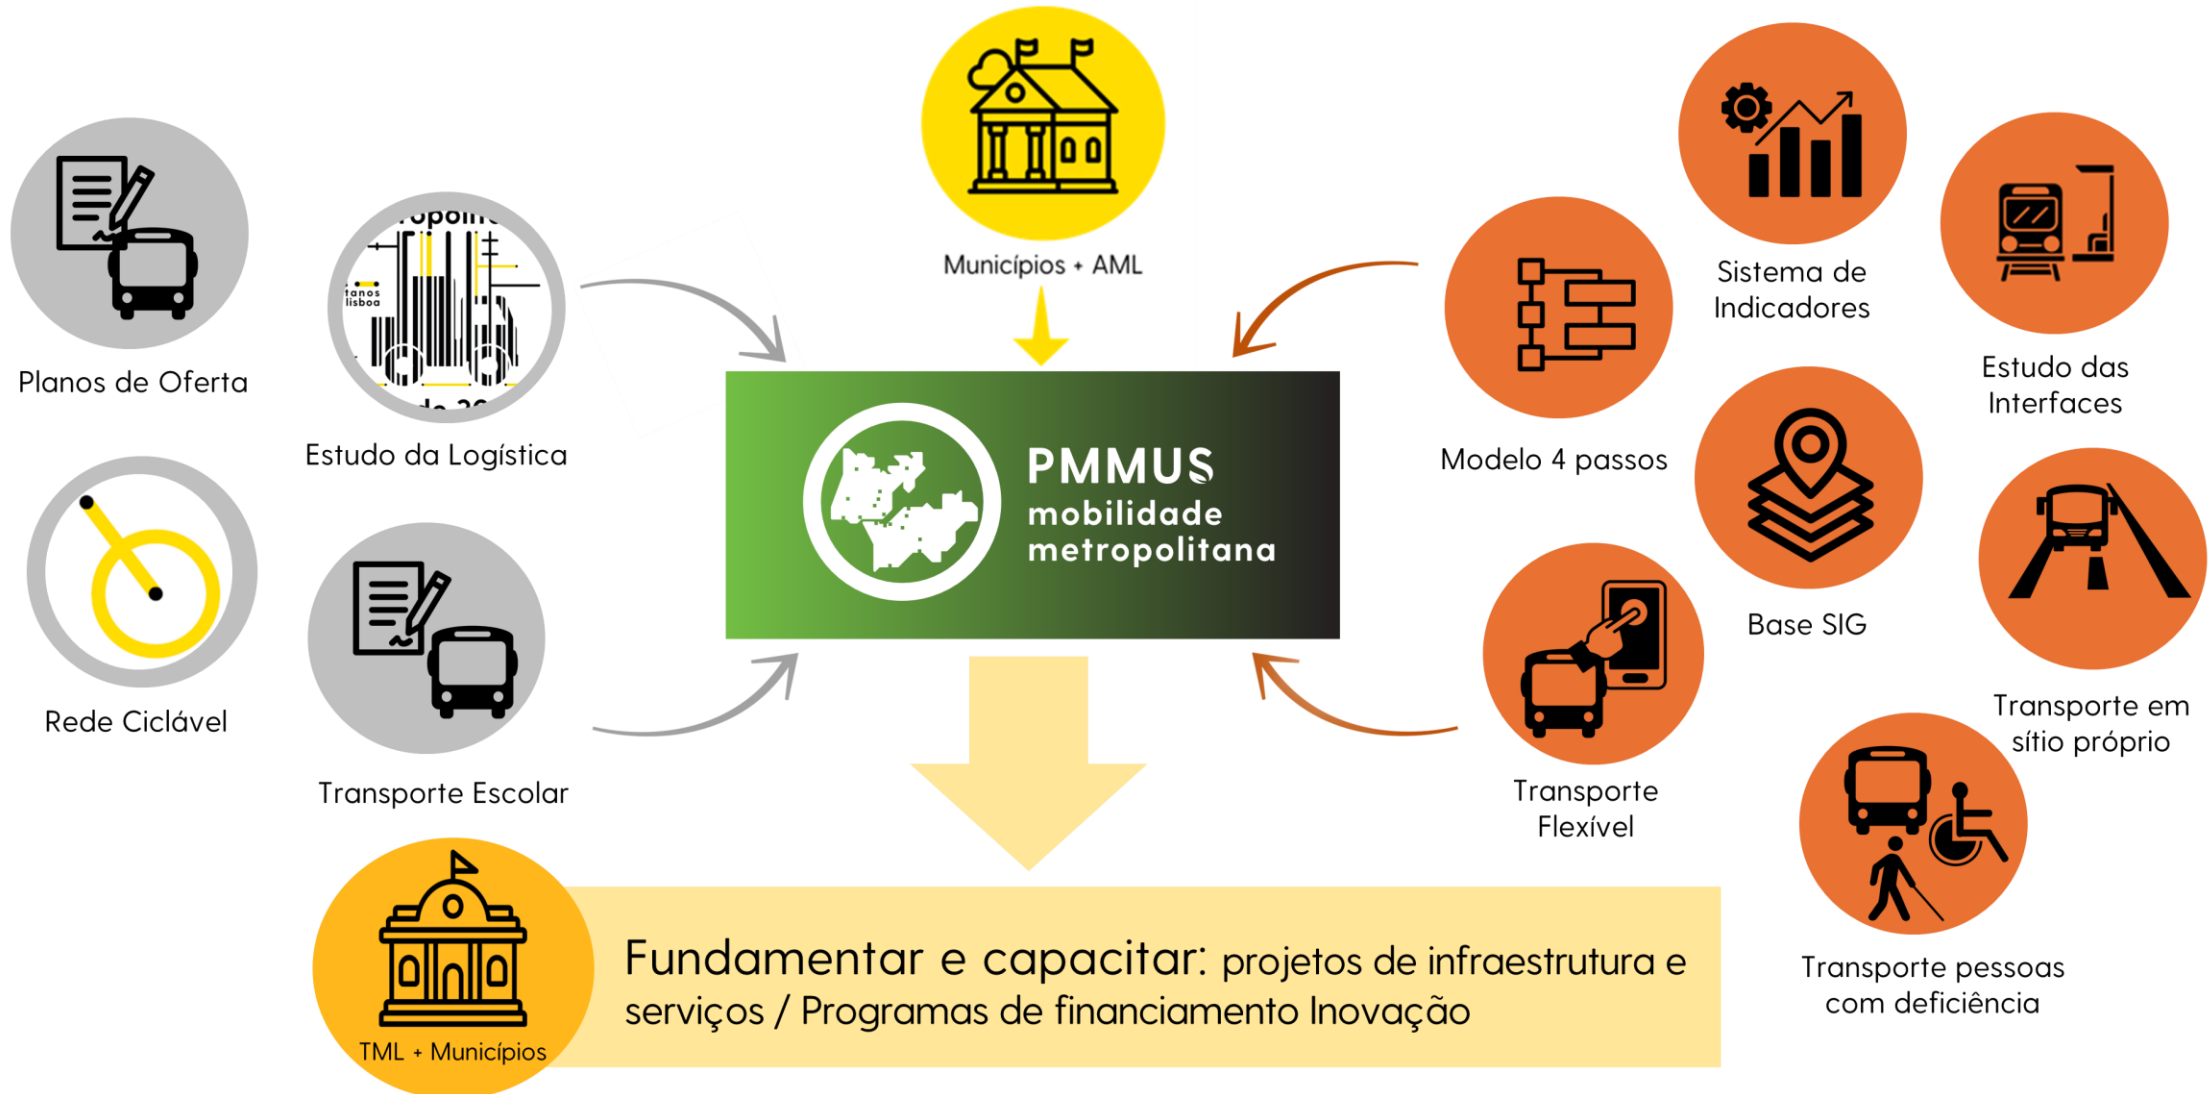 Municípios + AML
Planos de Oferta
tanos
lisboa
Estudo da Logística
Rede Ciclável
Transporte Escolar
PMMUS
mobilidade
metropolitana
Sistema de
Indicadores
Estudo das
Interfaces
Modelo 4 passos
Base SIG
Transporte em
sítio próprio
Transporte
Flexível
Transporte pessoas
com deficiência
TML + Municípios
Fundamentar e capacitar: projetos de infraestrutura e
serviços / Programas de financiamento Inovação